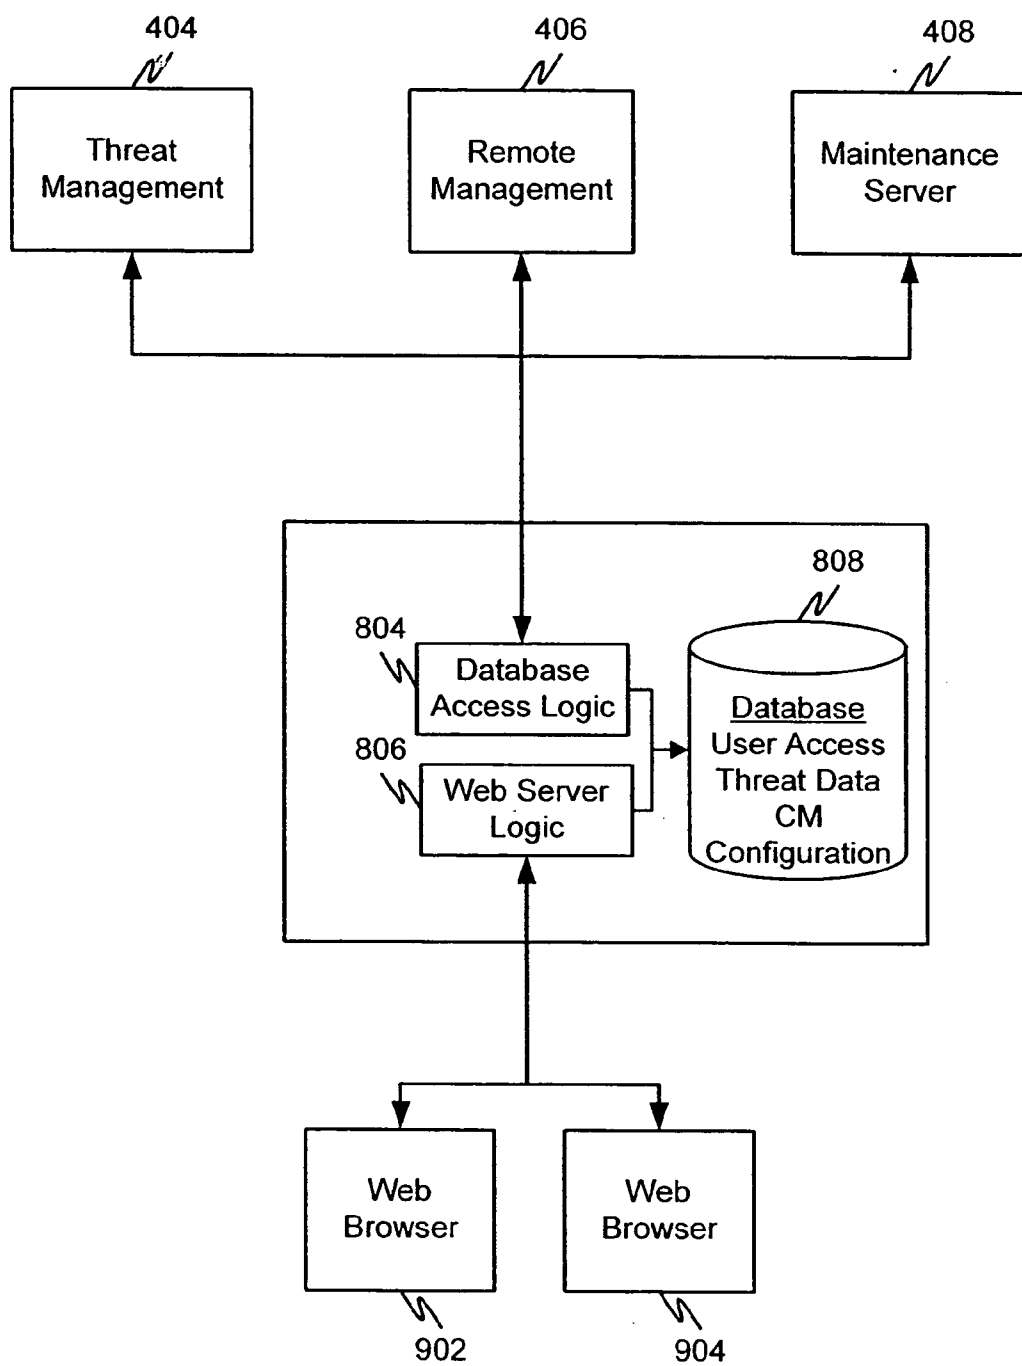 404
406
408
Threat
Management
Remote
Management
Maintenance
Server
808
804
Database
Access Logic
806
Web Server
Logic
Database
User Access
Threat Data
CM
Configuration
Web
Browser
Web
Browser
902
904